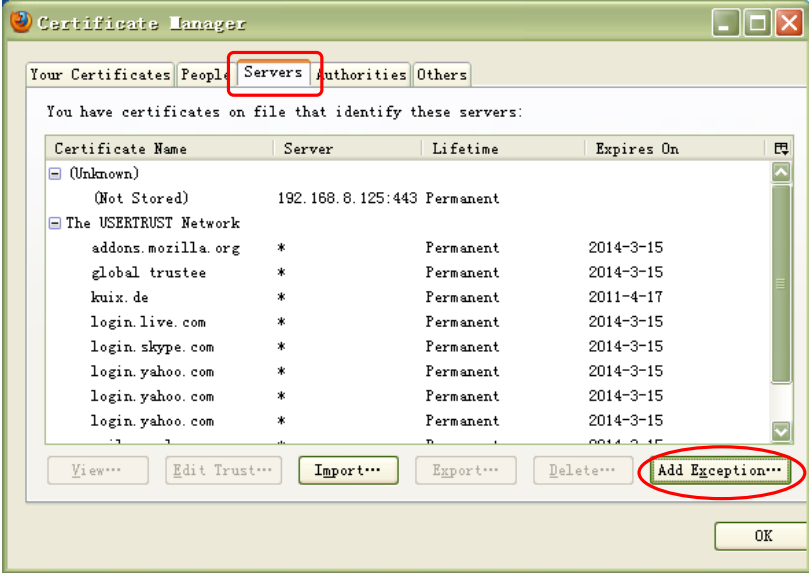 Certificate Manager
Your Certificates People Servers Authorities Others
You have certificates on file that identify these servers:
Certificate Name Server Lifetime Expires On
(Unknown)
(Not Stored) 192.168.8.125:443 Permanent
The USERTRUST Network
addons.mozilla.org * Permanent 2014-3-15
global trustee * Permanent 2014-3-15
kuix.de * Permanent 2011-4-17
login.live.com * Permanent 2014-3-15
login.skype.com * Permanent 2014-3-15
login.yahoo.com * Permanent 2014-3-15
login.yahoo.com * Permanent 2014-3-15
login.yahoo.com * Permanent 2014-3-15
View… Edit Trust… Import… Export… Delete… Add Exception…
OK